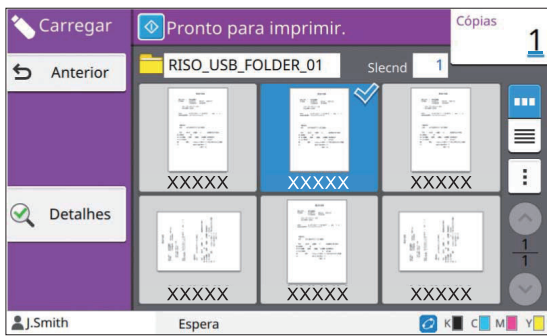 Carregar
Pronto para imprimir.
Cópias
1
Anterior
RISO_USB_FOLDER_01
Slecnd
1
XXXXX
XXXXX
XXXXX
Detalhes
1
1
XXXXX
XXXXX
XXXXX
J.Smith
Espera
K C M Y